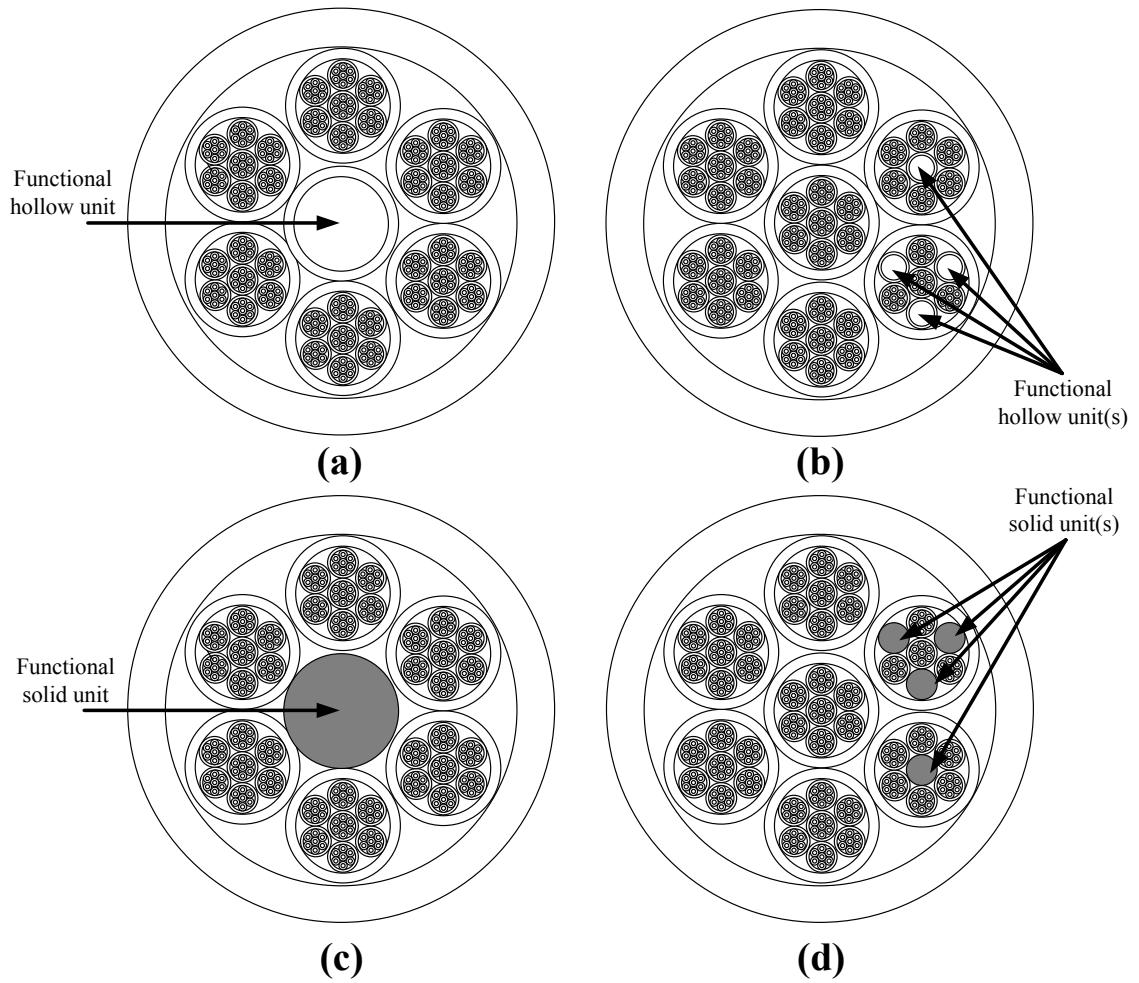 Functional
hollow unit
Functional
hollow unit(s)
(a)
(b)
Functional
solid unit
Functional
solid unit(s)
(c)
(d)